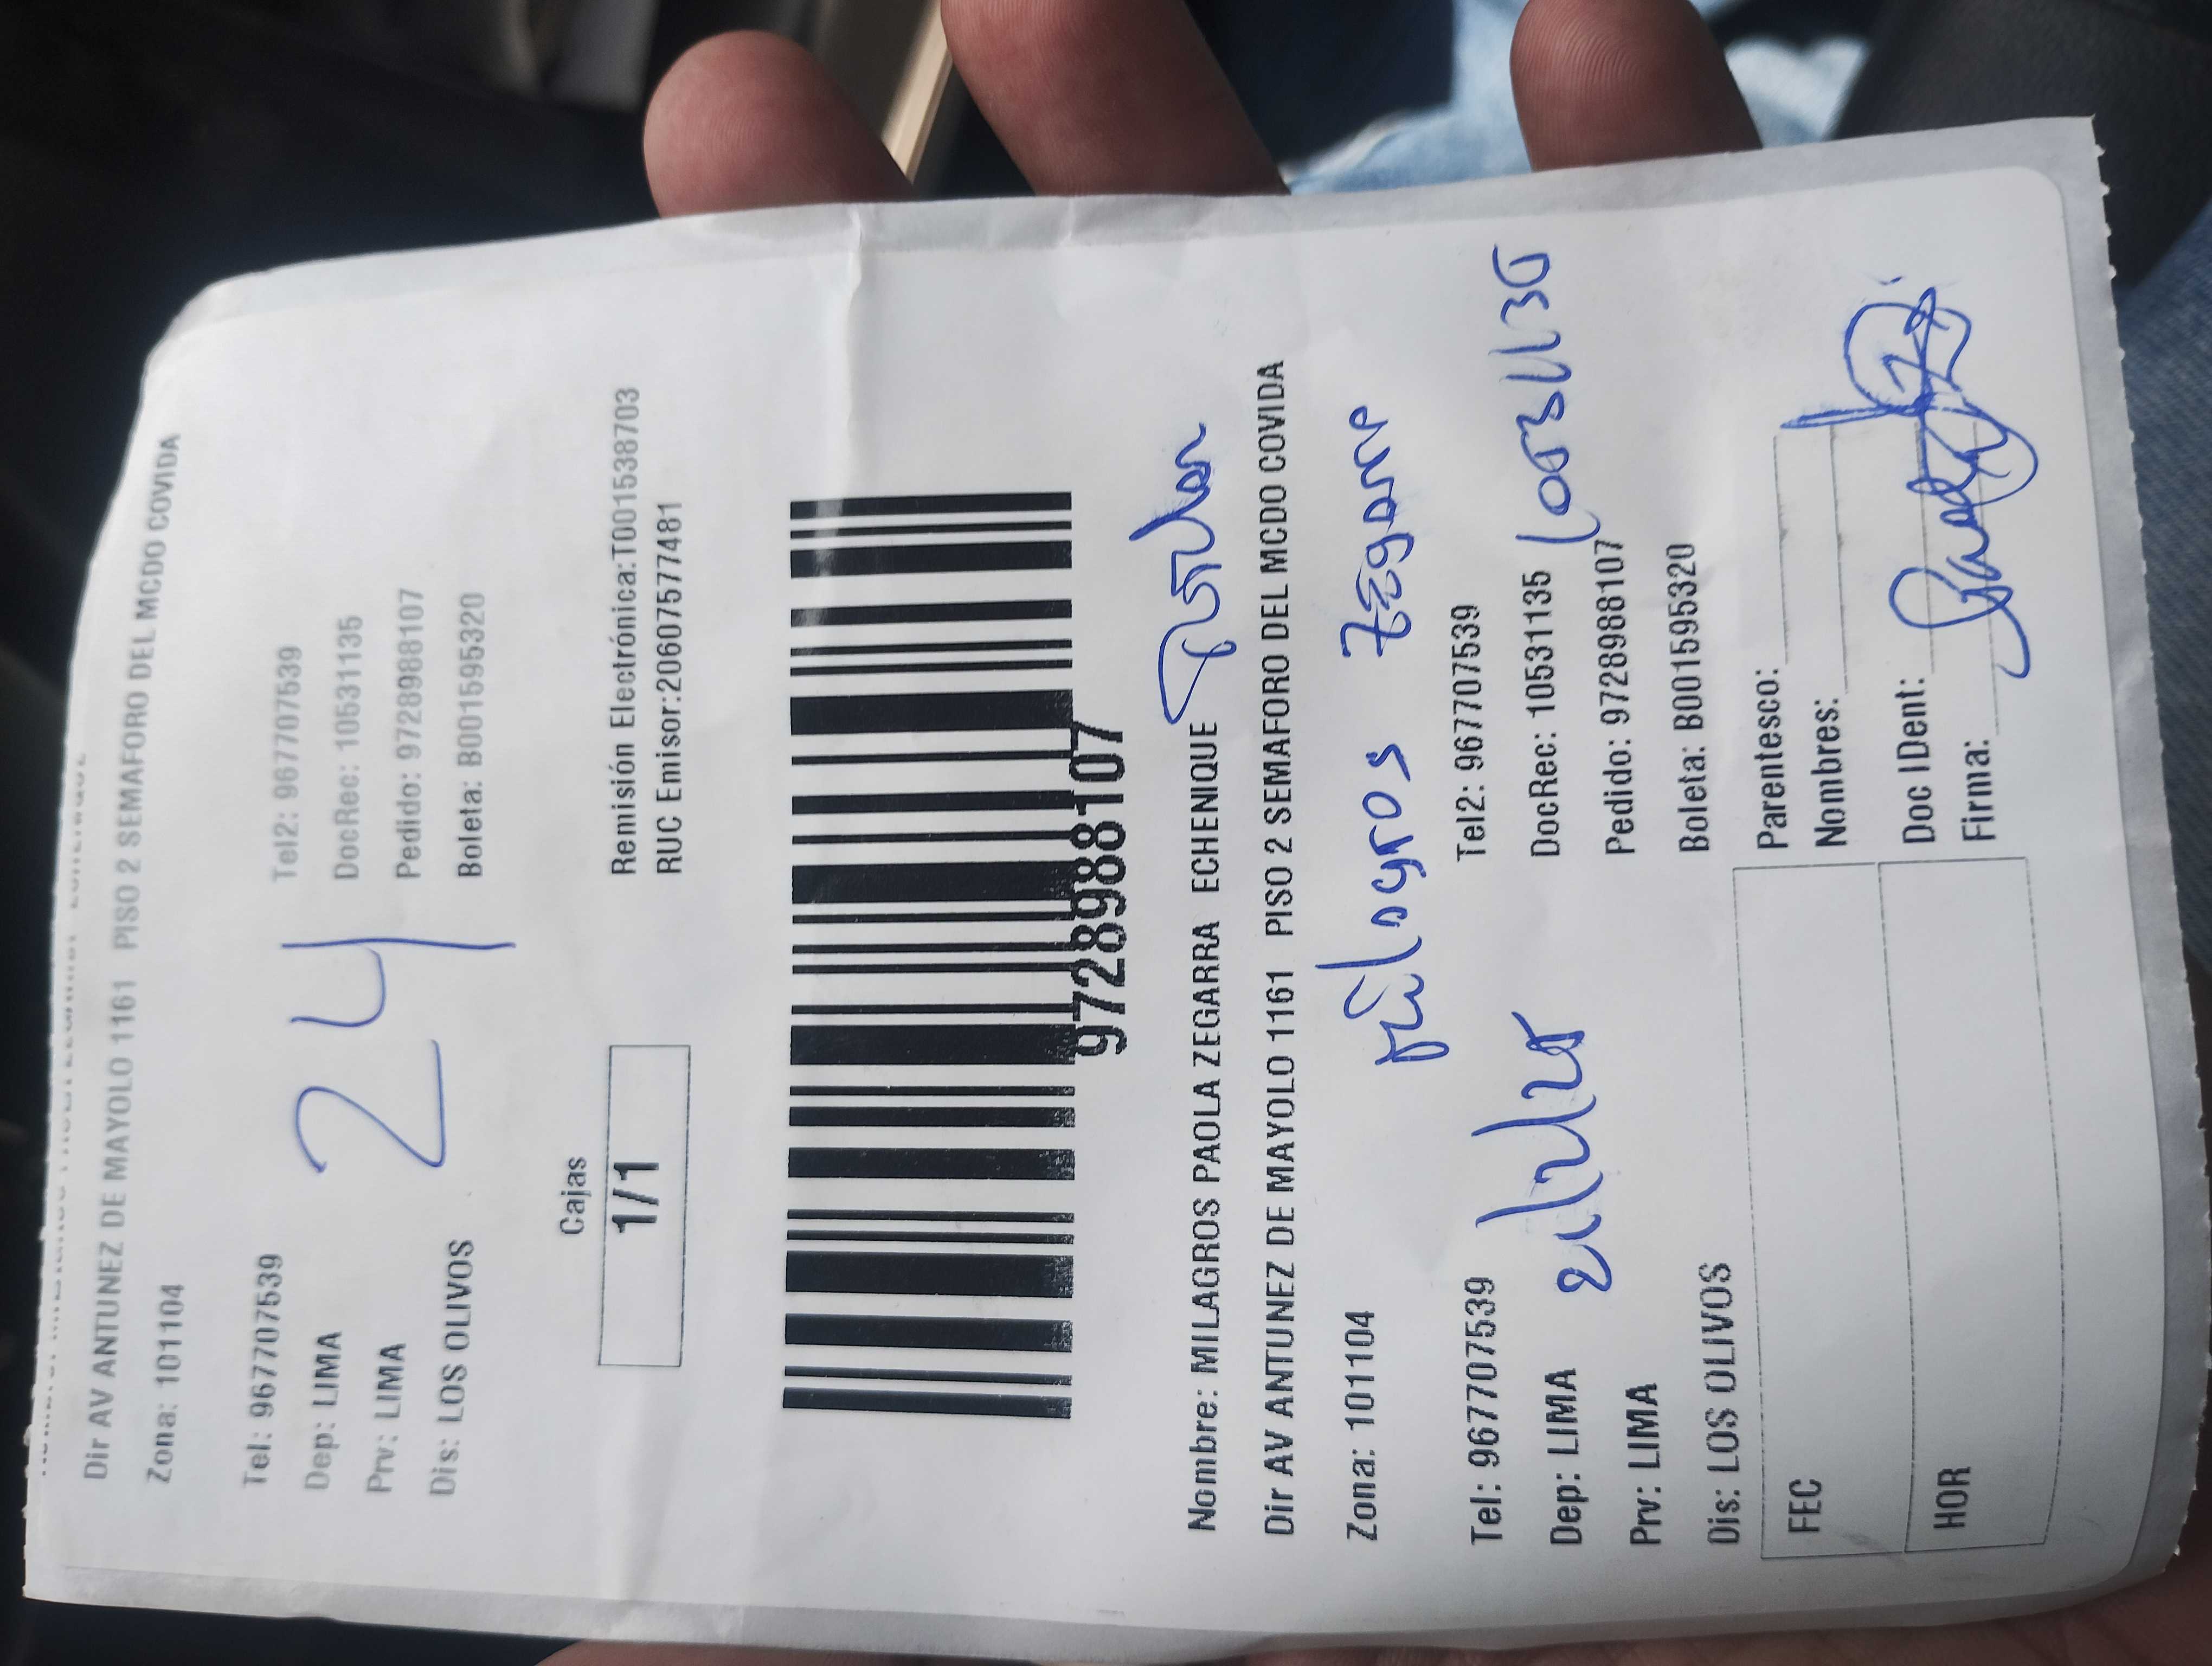 Dir AV ANTUNEZ DE MAYOLO 1161 PISO 2 SEMAFORO DEL MCDO COVIDA
Zona: 101104
Tel: 967707539 Tel2: 967707539
Dep: LIMA DocRec: 10531135
Prv: LIMA Pedido: 9728988107
Dis: LOS OLIVOS Boleta: B001595320
24
Cajas
1/1
Remisión Electrónica:T001538703
RUC Emisor:20607577481
9728988107
Nombre: MILAGROS PAOLA ZEGARRA ECHENIQUE
Dir AV ANTUNEZ DE MAYOLO 1161 PISO 2 SEMAFORO DEL MCDO COVIDA
Zona: 101104
Milagros Zegarra
Tel: 967707539 Tel2: 967707539
Dep: LIMA DocRec: 10531135
Prv: LIMA Pedido: 9728988107
Dis: LOS OLIVOS Boleta: B001595320
FEC
HOR
Parentesco:
Nombres:
Doc IDent:
Firma: